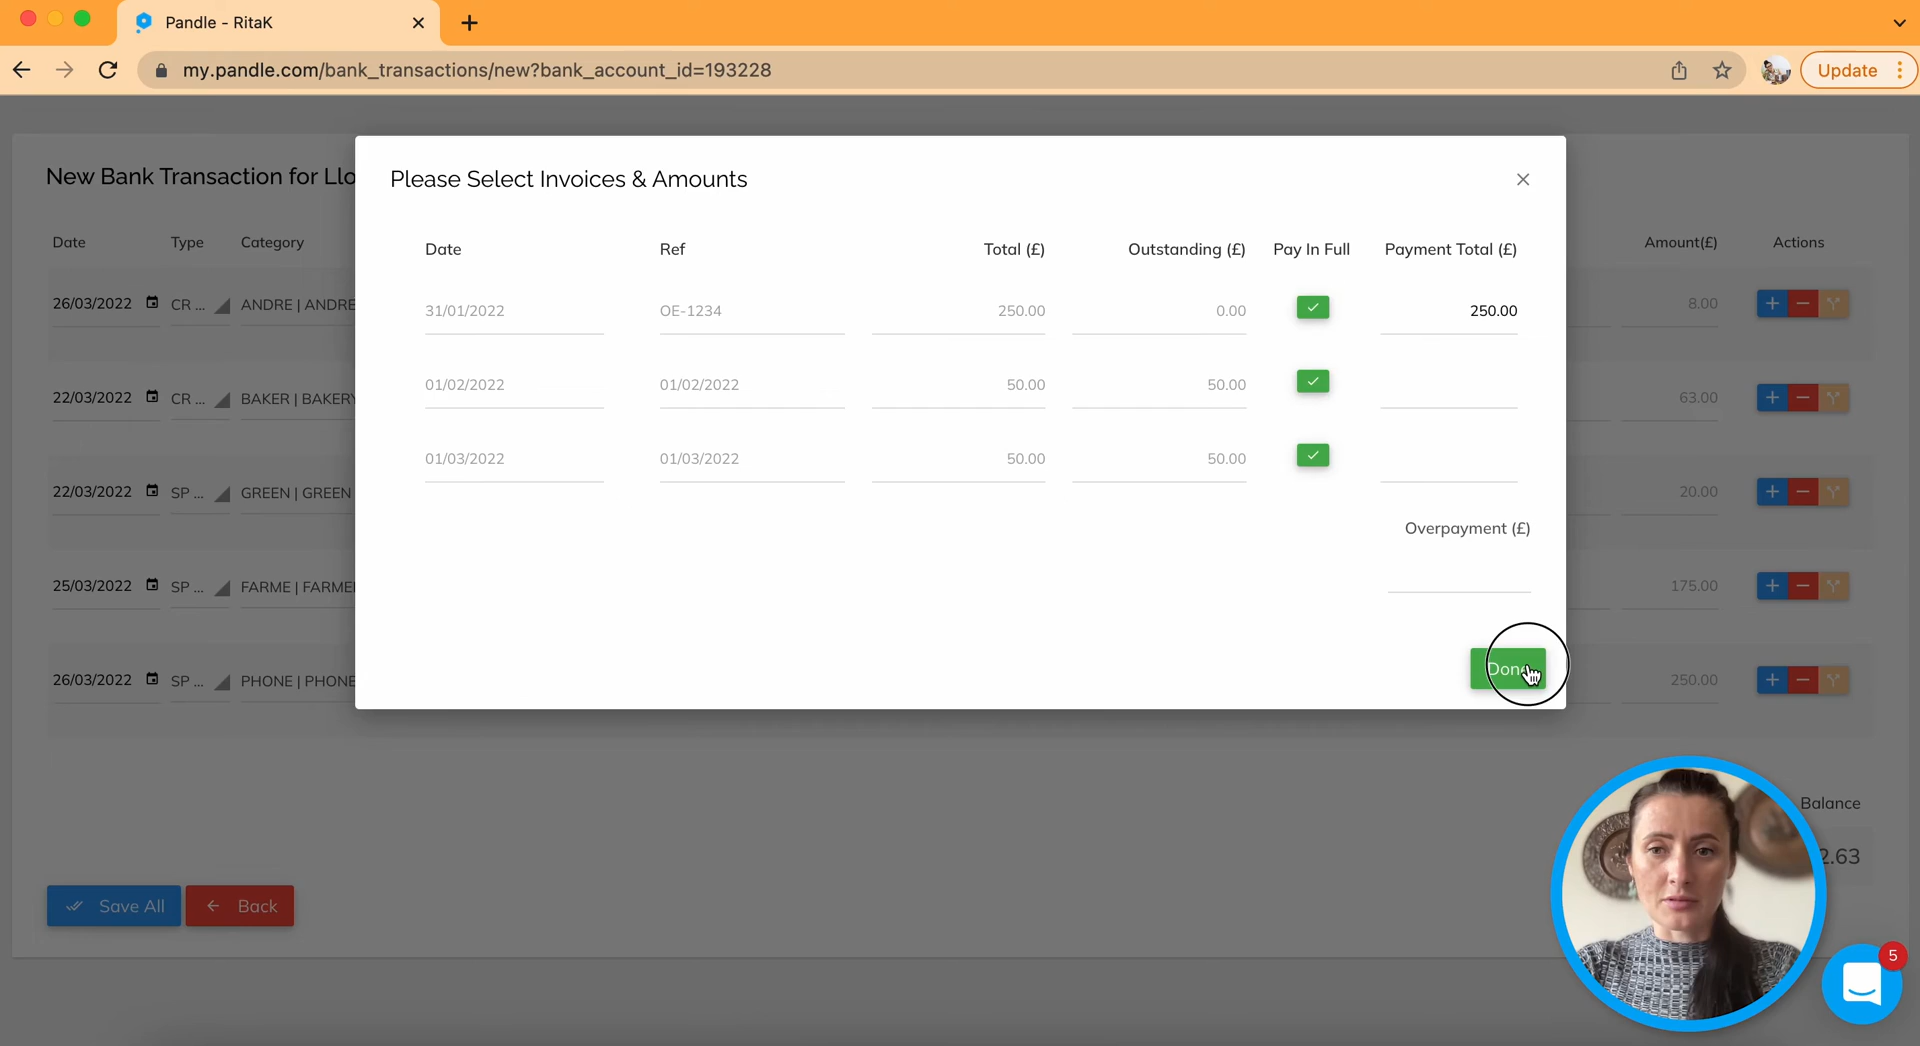 Pandle - RitaK
my.pandle.com/bank_transactions/new?bank_account_id=193228
Update
New Bank Transaction for Llo
Date Type Category Amount(£) Actions
26/03/2022 CR ... ANDRE | ANDRE 8.00
22/03/2022 CR ... BAKER | BAKERY 63.00
22/03/2022 SP ... GREEN | GREEN 20.00
25/03/2022 SP ... FARME | FARME 175.00
26/03/2022 SP ... PHONE | PHONE 250.00
Please Select Invoices & Amounts
Date Ref Total (£) Outstanding (£) Pay In Full Payment Total (£)
31/01/2022 OE-1234 250.00 0.00 250.00
01/02/2022 01/02/2022 50.00 50.00
01/03/2022 01/03/2022 50.00 50.00
Overpayment (£)
Done
Balance
2.63
Save All Back
5